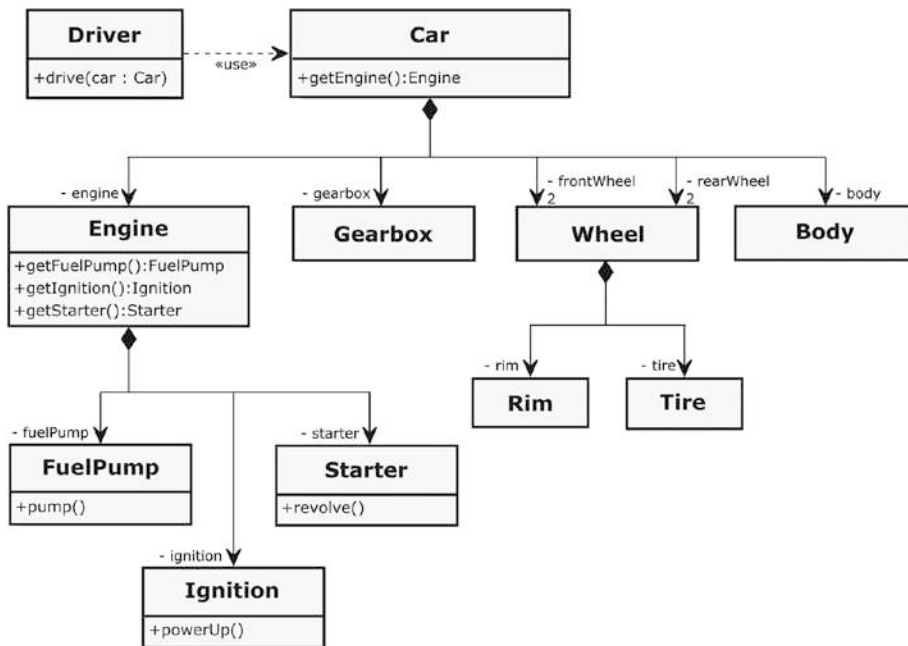 Driver
+drive(car : Car)
«use»
Car
+getEngine():Engine
- engine
- gearbox
- frontWheel
2
- rearWheel
2
- body
Engine
+getFuelPump():FuelPump
+getIgnition():Ignition
+getStarter():Starter
Gearbox
Wheel
Body
- rim
- tire
Rim
Tire
- fuelPump
- starter
FuelPump
+pump()
Starter
+revolve()
- ignition
Ignition
+powerUp()